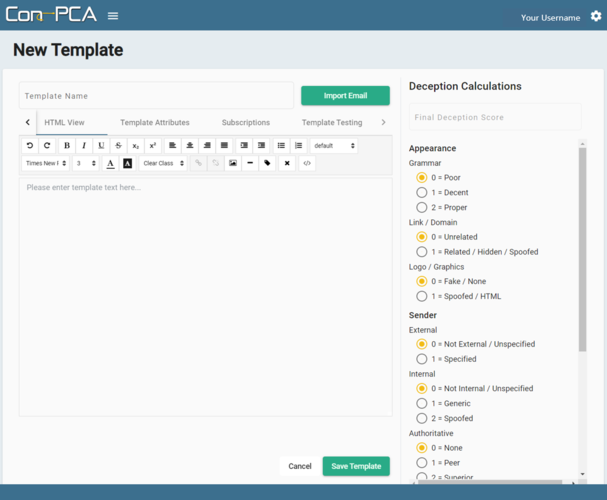 Con-PCA
Your Username
New Template
Template Name
Import Email
HTML View
Template Attributes
Subscriptions
Template Testing
B I U S x₂ x²
default
Times New F
3
A
A
Clear Class
</>
Please enter template text here...
Cancel
Save Template
Deception Calculations
Final Deception Score
Appearance
Grammar
0 = Poor
1 = Decent
2 = Proper
Link / Domain
0 = Unrelated
1 = Related / Hidden / Spoofed
Logo / Graphics
0 = Fake / None
1 = Spoofed / HTML
Sender
External
0 = Not External / Unspecified
1 = Specified
Internal
0 = Not Internal / Unspecified
1 = Generic
2 = Spoofed
Authoritative
0 = None
1 = Peer
2 = Superior